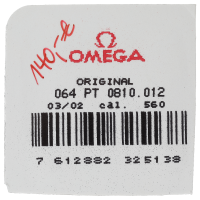 140,-
Ω
OMEGA
ORIGINAL
064 PT 0810.012
03/02 cal. 560
7 612882 325138